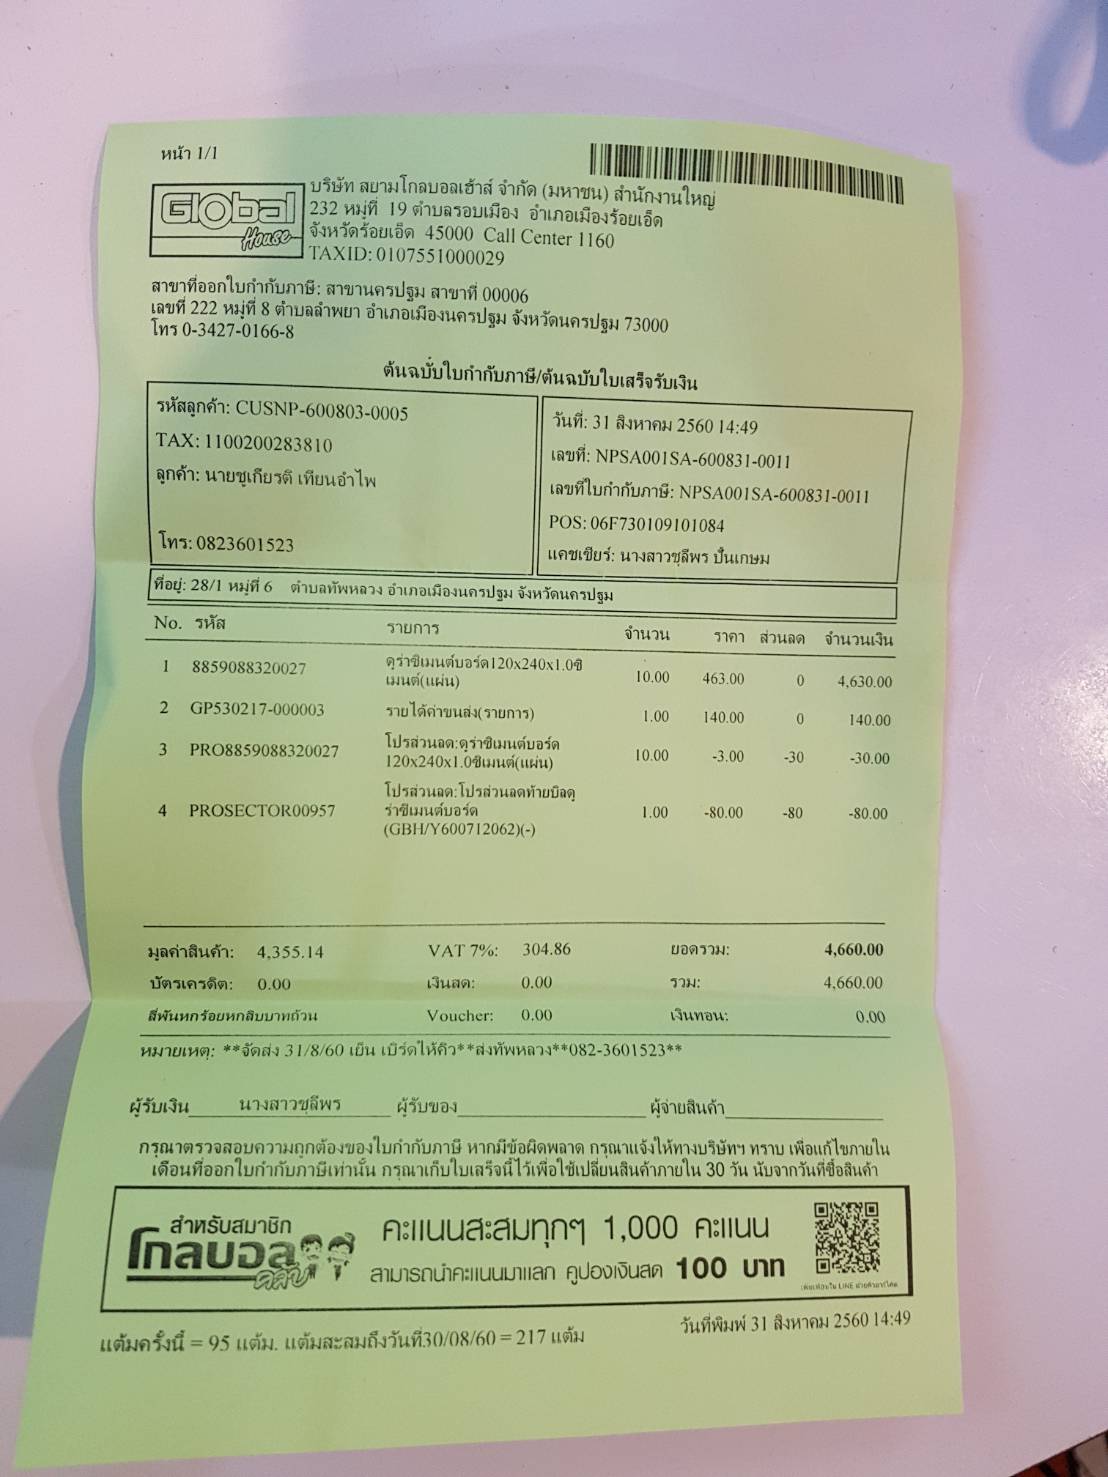 หน้า 1/1
Global House
บริษัท สยามโกลบอลเฮ้าส์ จำกัด (มหาชน) สำนักงานใหญ่
232 หมู่ที่ 19 ตำบลรอบเมือง อำเภอเมืองร้อยเอ็ด
จังหวัดร้อยเอ็ด 45000 Call Center 1160
TAXID: 0107551000029
สาขาที่ออกใบกำกับภาษี: สาขานครปฐม สาขาที่ 00006
เลขที่ 222 หมู่ที่ 8 ตำบลลำพยา อำเภอเมืองนครปฐม จังหวัดนครปฐม 73000
โทร 0-3427-0166-8
ต้นฉบับใบกำกับภาษี/ต้นฉบับใบเสร็จรับเงิน
รหัสลูกค้า: CUSNP-600803-0005
TAX: 1100200283810
ลูกค้า: นายชูเกียรติ เทียนอำไพ
โทร: 0823601523
วันที่: 31 สิงหาคม 2560 14:49
เลขที่: NPSA001SA-600831-0011
เลขที่ใบกำกับภาษี: NPSA001SA-600831-0011
POS: 06F730109101084
แคชเชียร์: นางสาวชุลีพร ปิ่นเกษม
ที่อยู่: 28/1 หมู่ที่ 6 ตำบลทัพหลวง อำเภอเมืองนครปฐม จังหวัดนครปฐม
No. รหัส รายการ จำนวน ราคา ส่วนลด จำนวนเงิน
1 8859088320027 ดูร่าซิเมนต์บอร์ด120x240x1.0ซิ 10.00 463.00 0 4,630.00
เมนต์(แผ่น)
2 GP530217-000003 รายได้ค่าขนส่ง(รายการ) 1.00 140.00 0 140.00
3 PRO8859088320027 โปรส่วนลด:ดูร่าซิเมนต์บอร์ด 10.00 -3.00 -30 -30.00
120x240x1.0ซิเมนต์(แผ่น)
4 PROSECTOR00957 โปรส่วนลด:โปรส่วนลดท้ายบิลดู 1.00 -80.00 -80 -80.00
ร่าซิเมนต์บอร์ด
(GBH/Y600712062)(-)
มูลค่าสินค้า: 4,355.14 VAT 7%: 304.86 ยอดรวม: 4,660.00
บัตรเครดิต: 0.00 เงินสด: 0.00 รวม: 4,660.00
สี่พันหกร้อยหกสิบบาทถ้วน Voucher: 0.00 เงินทอน: 0.00
หมายเหตุ: **จัดส่ง 31/8/60 เย็น เบิร์ดให้คิว**ส่งทัพหลวง**082-3601523**
ผู้รับเงิน นางสาวชุลีพร ผู้รับของ ผู้จ่ายสินค้า
กรุณาตรวจสอบความถูกต้องของใบกำกับภาษี หากมีข้อผิดพลาด กรุณาแจ้งให้ทางบริษัทฯ ทราบ เพื่อแก้ไขภายใน
เดือนที่ออกใบกำกับภาษีเท่านั้น กรุณาเก็บใบเสร็จนี้ไว้เพื่อใช้เปลี่ยนสินค้าภายใน 30 วัน นับจากวันที่ซื้อสินค้า
สำหรับสมาชิก
โกลบอล
คลับ
คะแนนสะสมทุกๆ 1,000 คะแนน
สามารถนำคะแนนมาแลก คูปองเงินสด 100 บาท
แต้มครั้งนี้ = 95 แต้ม. แต้มสะสมถึงวันที่30/08/60 = 217 แต้ม
วันที่พิมพ์ 31 สิงหาคม 2560 14:49